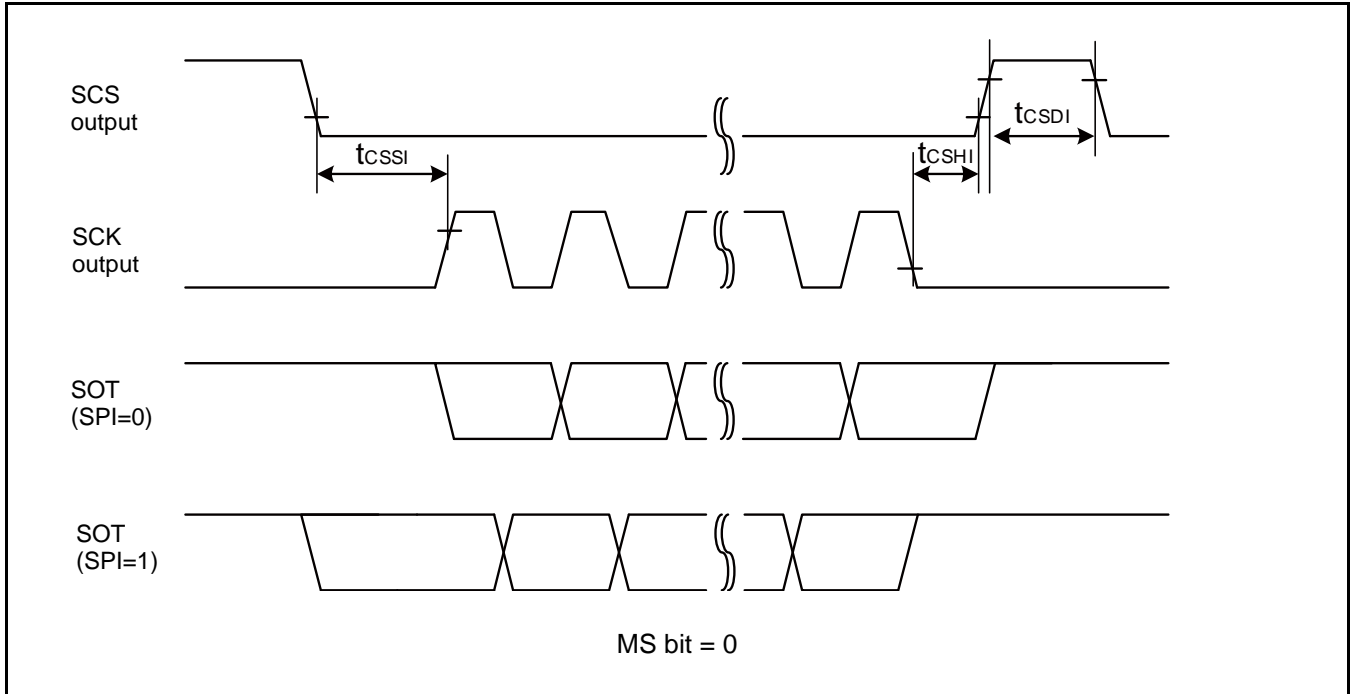 SCS
output
tCSSI
tCSHI
tCSDI
SCK
output
SOT
(SPI=0)
SOT
(SPI=1)
MS bit = 0